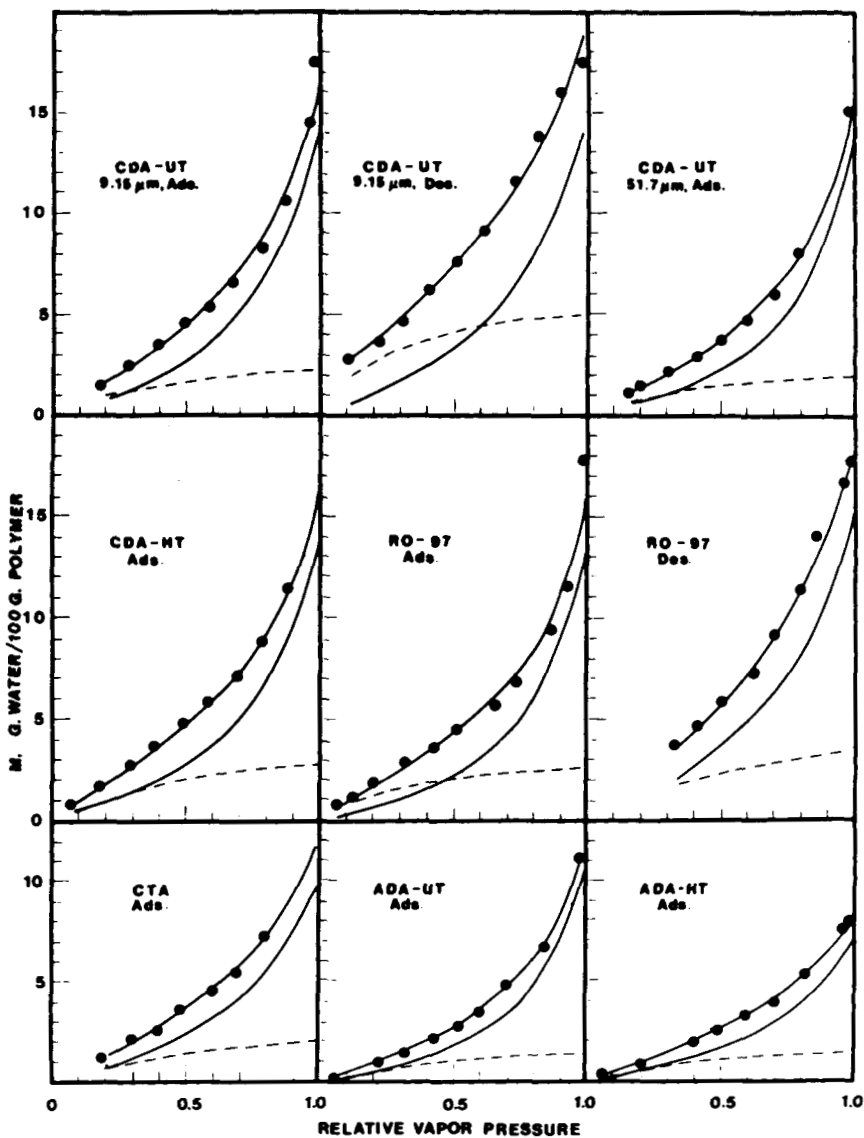 15
10
5
0
CDA-UT
9.15 µm, Ads.
CDA-UT
9.15 µm, Des.
CDA-UT
51.7 µm, Ads.
M. G. WATER/100 G. POLYMER
15
10
5
0
CDA-HT
Ads.
RO-97
Ads.
RO-97
Des.
10
5
CTA
Ads.
ADA-UT
Ads.
ADA-HT
Ads.
0 0.5 1.0 0.5 1.0 0.5 1.0
RELATIVE VAPOR PRESSURE